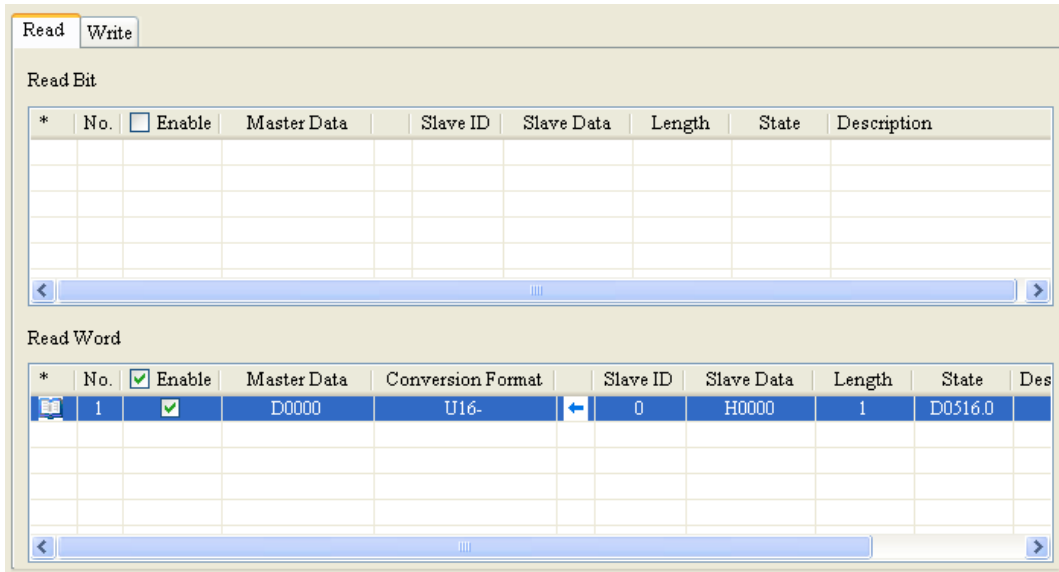 Read Write
Read Bit
* No. Enable Master Data Slave ID Slave Data Length State Description
Read Word
* No. Enable Master Data Conversion Format Slave ID Slave Data Length State Des
1 D0000 U16- 0 H0000 1 D0516.0